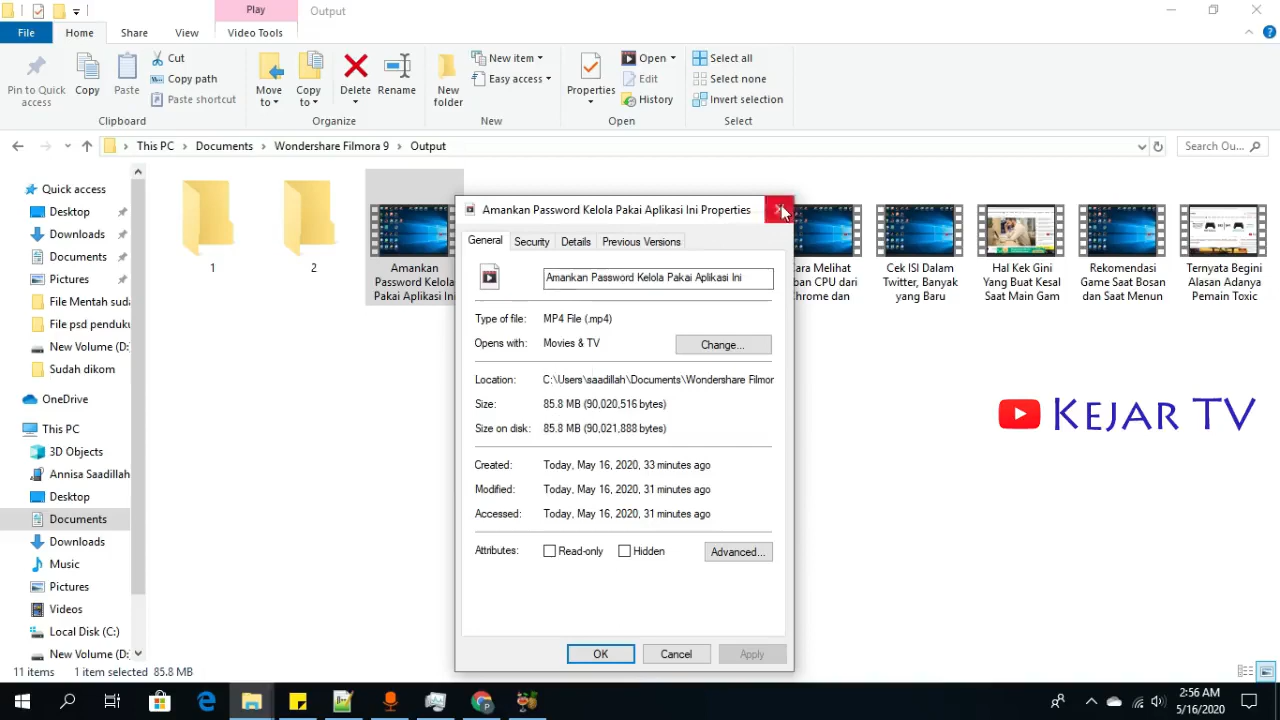 Play
Output
File
Home
Share
View
Video Tools
Pin to Quick access
Copy
Paste
Cut
Copy path
Paste shortcut
Clipboard
Move to
Copy to
Delete
Rename
Organize
New folder
New item
Easy access
New
Properties
Open
Edit
History
Open
Select all
Select none
Invert selection
Select
This PC > Documents > Wondershare Filmora 9 > Output
Search Ou...
Quick access
Desktop
Downloads
Documents
Pictures
File Mentah suda
File psd penduku
New Volume (D:
Sudah dikom
OneDrive
This PC
3D Objects
Annisa Saadillah
Desktop
Documents
Downloads
Music
Pictures
Videos
Local Disk (C:)
New Volume (D:
1
2
Amankan
Password Kelola
Pakai Aplikasi Ini
Amankan Password Kelola Pakai Aplikasi Ini Properties
General
Security
Details
Previous Versions
Amankan Password Kelola Pakai Aplikasi Ini
Type of file: MP4 File (.mp4)
Opens with: Movies & TV
Change...
Location: C:\Users\saadillah\Documents\Wondershare Filmor
Size: 85.8 MB (90,020,516 bytes)
Size on disk: 85.8 MB (90,021,888 bytes)
Created: Today, May 16, 2020, 33 minutes ago
Modified: Today, May 16, 2020, 31 minutes ago
Accessed: Today, May 16, 2020, 31 minutes ago
Attributes: Read-only Hidden Advanced...
OK
Cancel
Apply
Melihat
CPU dari
Cek ISI Dalam
Twitter, Banyak
yang Baru
Hal Kek Gini
Yang Buat Kesal
Saat Main Gam
Rekomendasi
Game Saat Bosan
dan Saat Menun
Ternyata Begini
Alasan Adanya
Pemain Toxic
KEJAR TV
11 items
1 item selected
85.8 MB
2:56 AM
5/16/2020